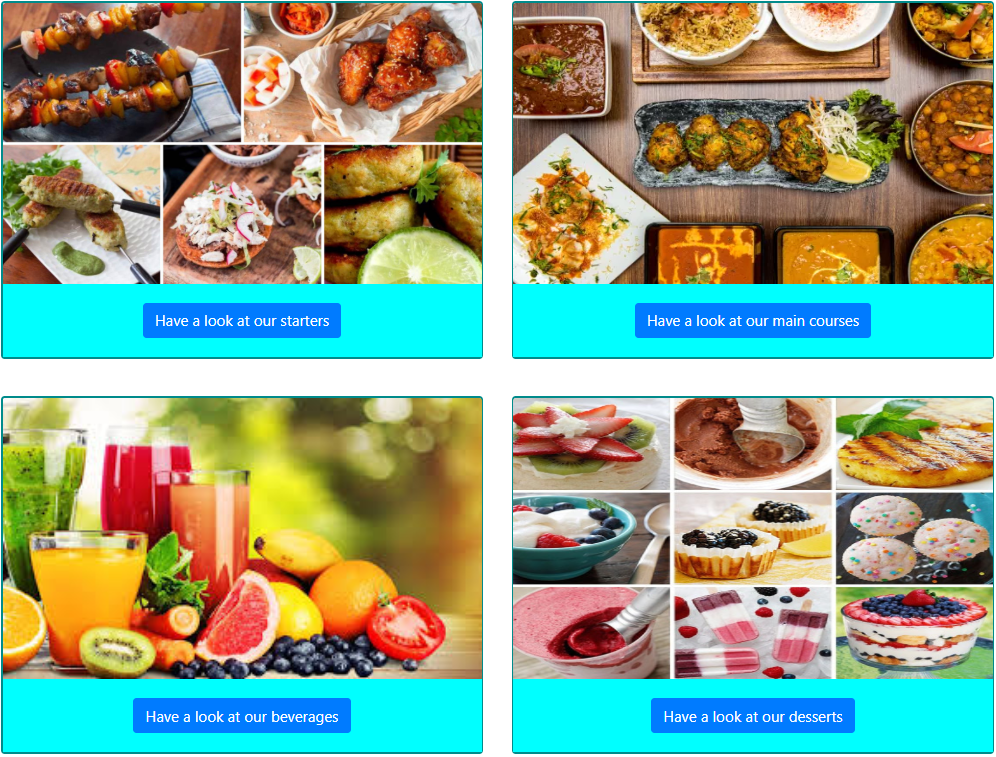 Have a look at our starters
Have a look at our main courses
Have a look at our beverages
Have a look at our desserts